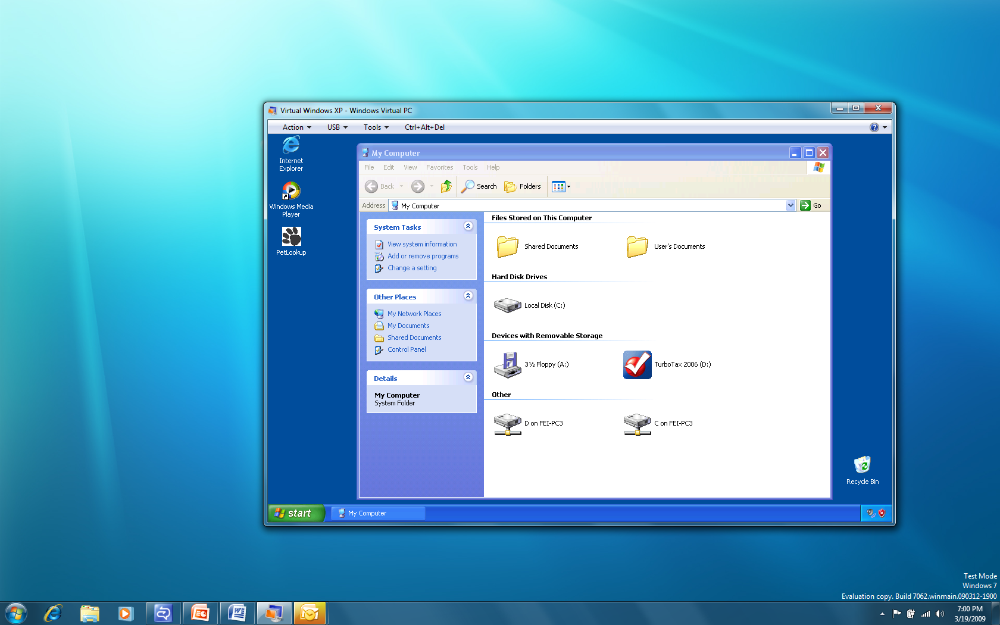 Virtual Windows XP - Windows Virtual PC
Action USB Tools Ctrl+Alt+Del
Internet
Explorer
Windows Media
Player
PetLookup
My Computer
File Edit View Favorites Tools Help
Back Search Folders
Address My Computer Go
System Tasks
View system information
Add or remove programs
Change a setting
Other Places
My Network Places
My Documents
Shared Documents
Control Panel
Details
My Computer
System Folder
Files Stored on This Computer
Shared Documents User's Documents
Hard Disk Drives
Local Disk (C:)
Devices with Removable Storage
3½ Floppy (A:) TurboTax 2006 (D:)
Other
D on FEI-PC3 C on FEI-PC3
Recycle Bin
start My Computer
Test Mode
Windows 7
Evaluation copy. Build 7062.winmain.090312-1900
7:00 PM
3/19/2009